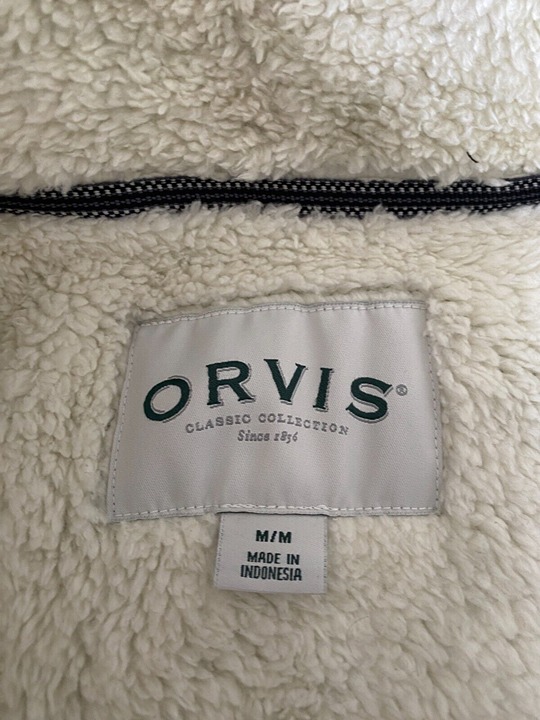 ORVIS®
CLASSIC COLLECTION
Since 1856
M/M
MADE IN
INDONESIA